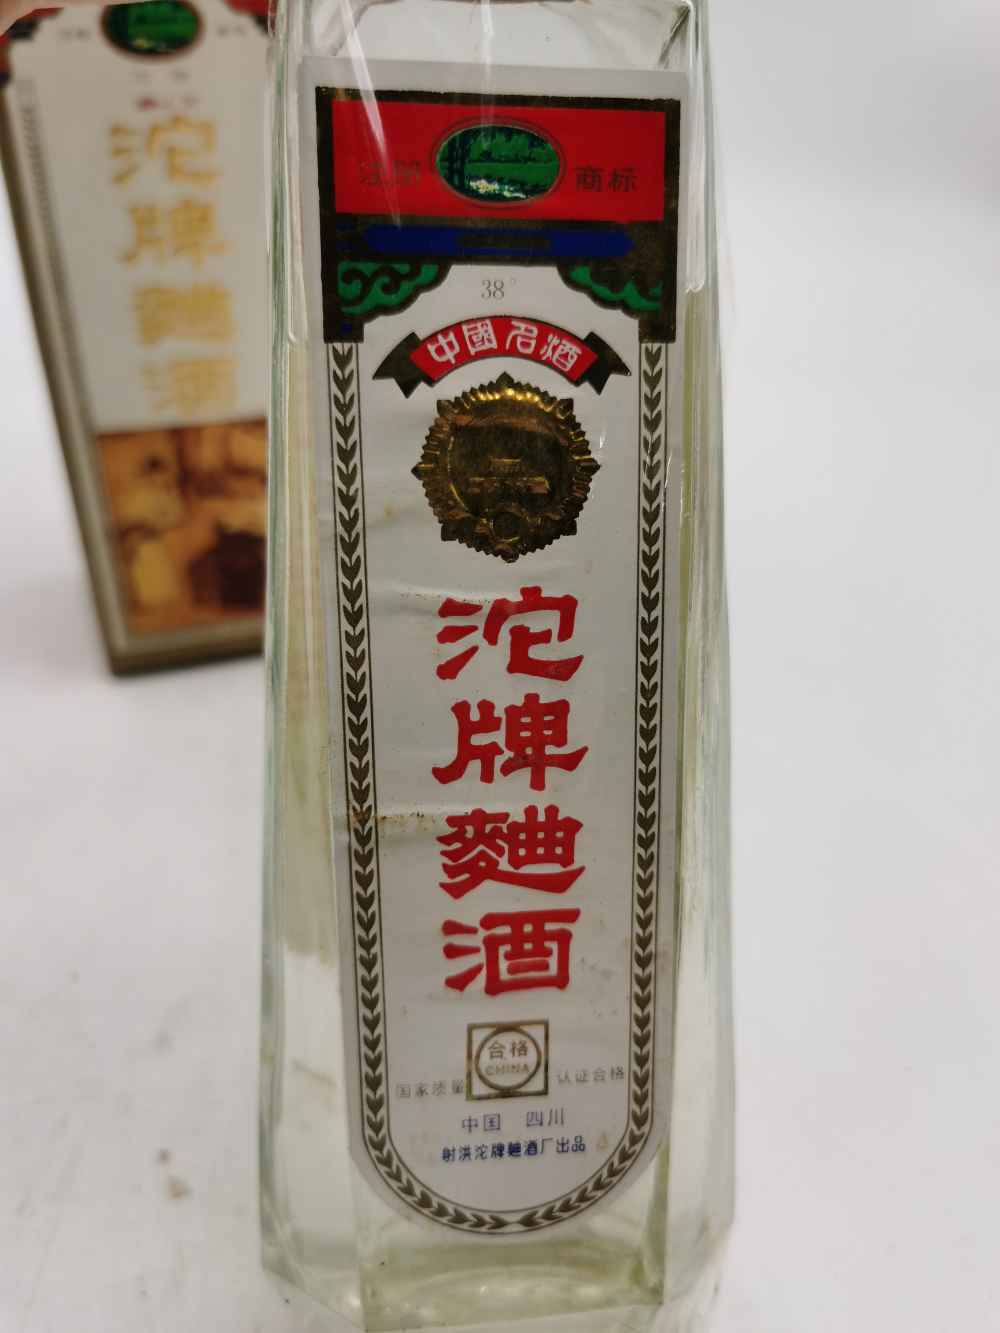 注册 商标
38°
中國名酒
沱牌麯酒
合格
CHINA
国家质量 认证合格
中国 四川
射洪沱牌麯酒厂出品
沱牌麯酒